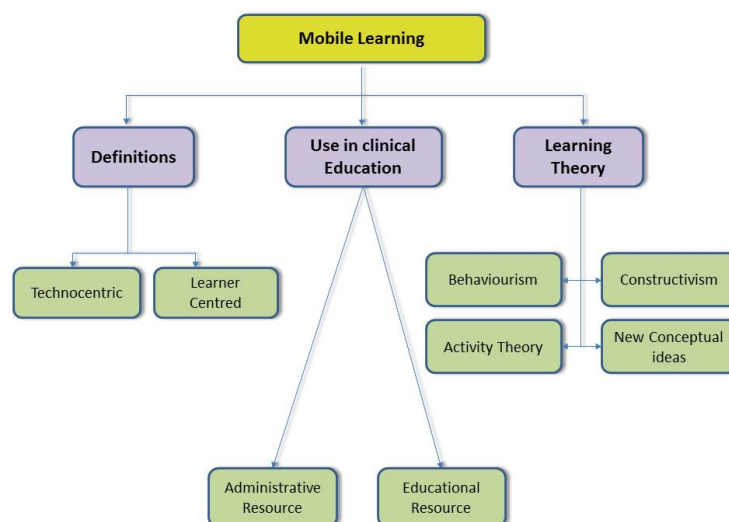 Mobile Learning
Definitions
Use in clinical
Education
Learning
Theory
Technocentric
Learner
Centred
Behaviourism
Constructivism
Activity Theory
New Conceptual
ideas
Administrative
Resource
Educational
Resource